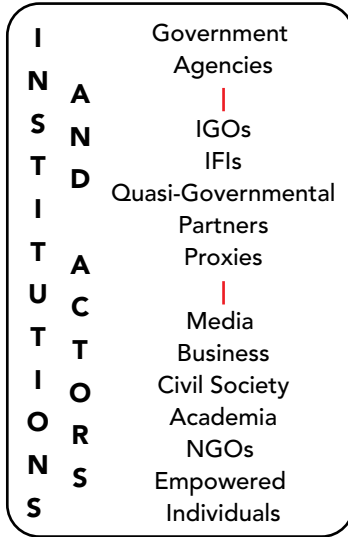 INSTITUTIONS
AND ACTORS
Government
Agencies
IGOs
IFIs
Quasi-Governmental
Partners
Proxies
Media
Business
Civil Society
Academia
NGOs
Empowered
Individuals